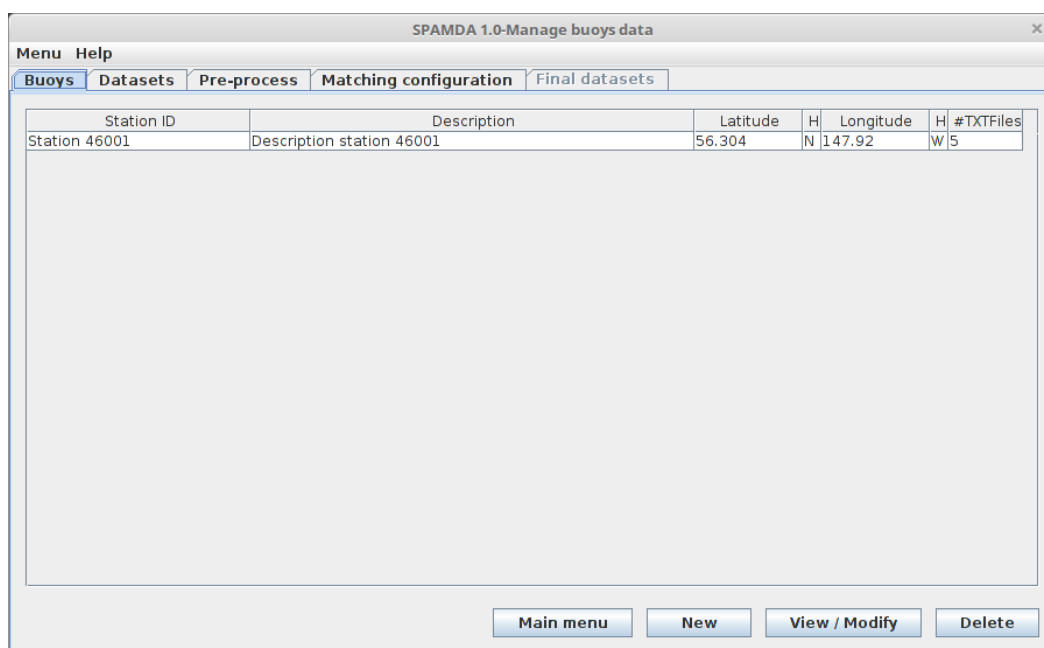 SPAMDA 1.0-Manage buoys data ×
Menu Help
Buoys Datasets Pre-process Matching configuration Final datasets
Station ID Description Latitude H Longitude H #TXTFiles
Station 46001 Description station 46001 56.304 N 147.92 W 5
Main menu New View / Modify Delete